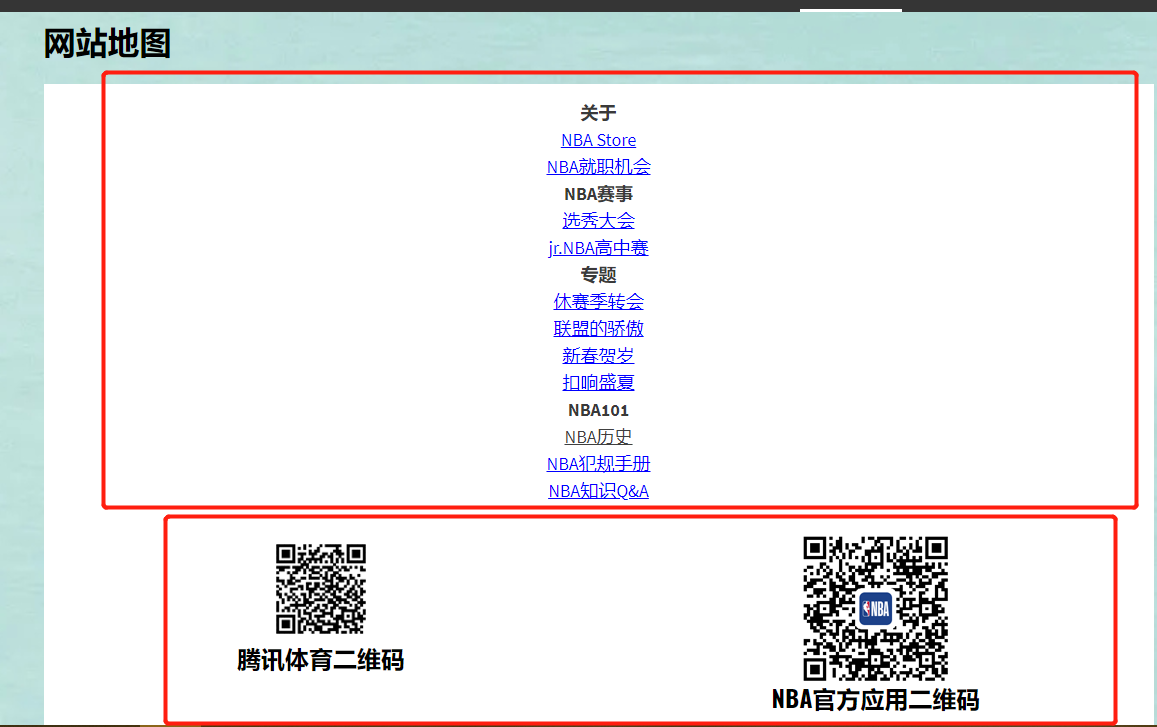 网站地图
关于
NBA Store
NBA就职机会
NBA赛事
选秀大会
jr.NBA高中赛
专题
休赛季转会
联盟的骄傲
新春贺岁
扣响盛夏
NBA101
NBA历史
NBA犯规手册
NBA知识Q&A
NBA
腾讯体育二维码
NBA官方应用二维码